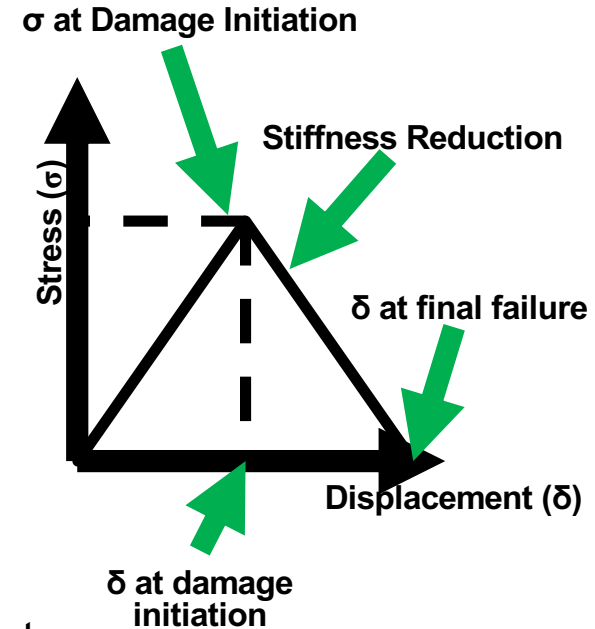 σ at Damage Initiation
Stiffness Reduction
Stress (σ)
δ at final failure
Displacement (δ)
δ at damage
initiation